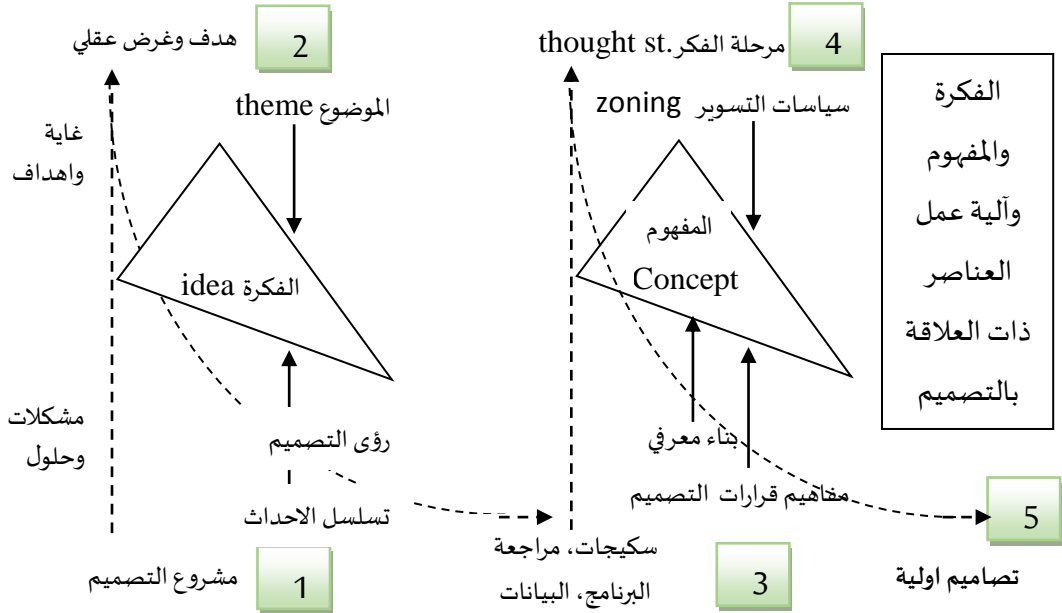 الفكرة
والمفهوم
وآلية عمل
العناصر
ذات العلاقة
بالتصميم
4
مرحلة الفكر thought st.
سياسات التسوير zoning
المفهوم
Concept
بناء معرفي
مفاهيم قرارات التصميم
5
تصاميم اولية
3
سكيجات، مراجعة
البرنامج، البيانات
2
هدف وغرض عقلي
الموضوع theme
غاية
واهداف
الفكرة idea
مشكلات
وحلول
رؤى التصميم
تسلسل الاحداث
1
مشروع التصميم